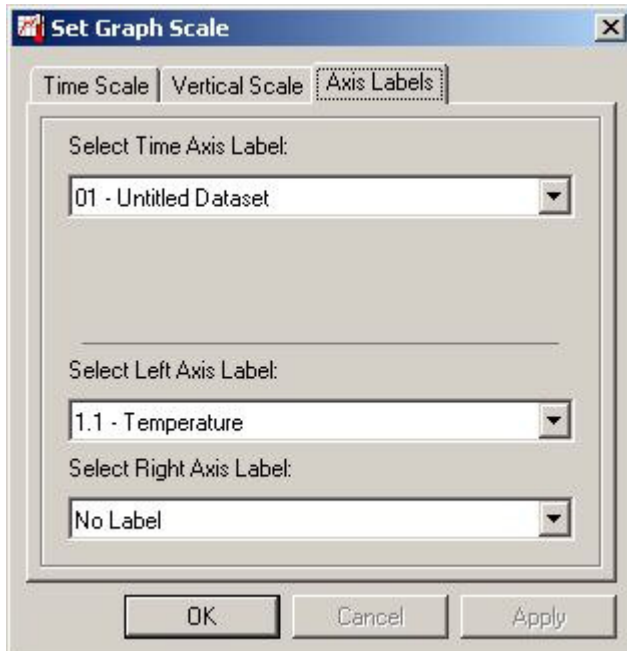 Set Graph Scale
Time Scale Vertical Scale Axis Labels
Select Time Axis Label:
01 - Untitled Dataset
Select Left Axis Label:
1.1 - Temperature
Select Right Axis Label:
No Label
OK Cancel Apply